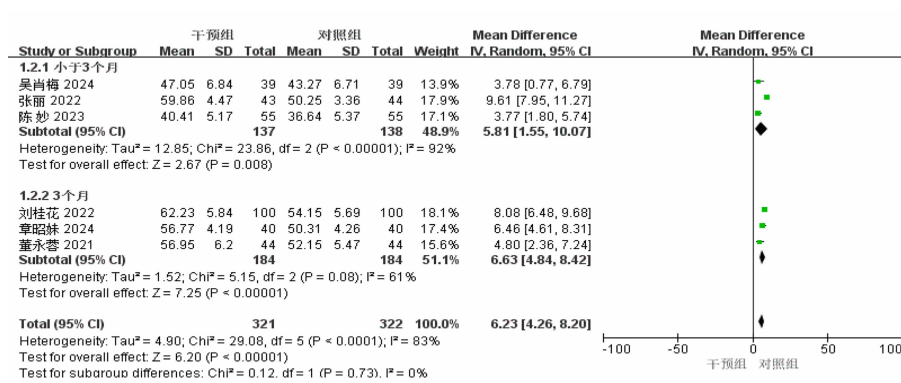 干预组 对照组 Mean Difference Mean Difference
Study or Subgroup Mean SD Total Mean SD Total Weight IV, Random, 95% CI IV, Random, 95% CI
1.2.1 小于3个月
吴肖梅 2024 47.05 6.84 39 43.27 6.71 39 13.9% 3.78 [0.77, 6.79]
张丽 2022 59.86 4.47 43 50.25 3.36 44 17.9% 9.61 [7.95, 11.27]
陈 妙 2023 40.41 5.17 55 36.64 5.37 55 17.1% 3.77 [1.80, 5.74]
Subtotal (95% CI) 137 138 48.9% 5.81 [1.55, 10.07]
Heterogeneity: Tau² = 12.85; Chi² = 23.86, df = 2 (P < 0.00001); I² = 92%
Test for overall effect: Z = 2.67 (P = 0.008)
1.2.2 3个月
刘桂花 2022 62.23 5.84 100 54.15 5.69 100 18.1% 8.08 [6.48, 9.68]
章昭妹 2024 56.77 4.19 40 50.31 4.26 40 17.4% 6.46 [4.61, 8.31]
董永蓉 2021 56.95 6.2 44 52.15 5.47 44 15.6% 4.80 [2.36, 7.24]
Subtotal (95% CI) 184 184 51.1% 6.63 [4.84, 8.42]
Heterogeneity: Tau² = 1.52; Chi² = 5.15, df = 2 (P = 0.08); I² = 61%
Test for overall effect: Z = 7.25 (P < 0.00001)
Total (95% CI) 321 322 100.0% 6.23 [4.26, 8.20]
Heterogeneity: Tau² = 4.90; Chi² = 29.08, df = 5 (P < 0.0001); I² = 83%
Test for overall effect: Z = 6.20 (P < 0.00001)
Test for subgroup differences: Chi² = 0.12, df = 1 (P = 0.73), I² = 0%
-100 -50 0 50 100
干预组 对照组